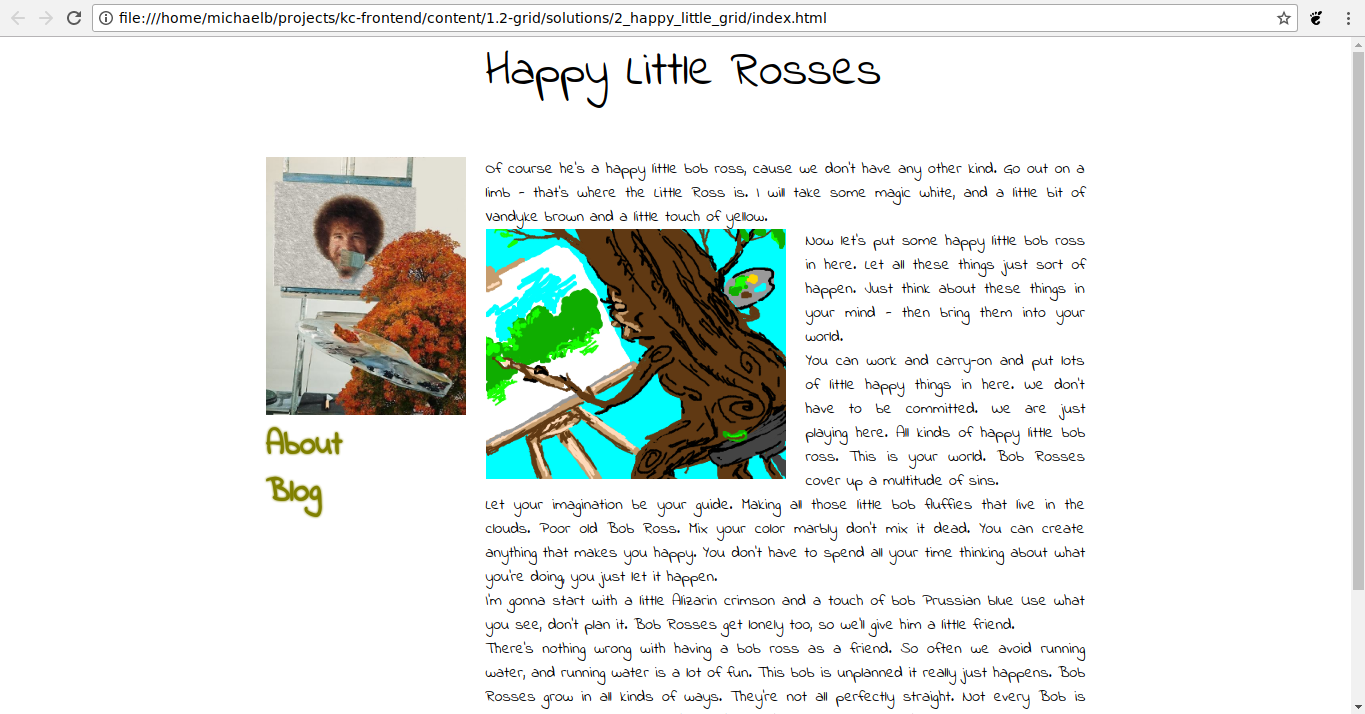 file:///home/michaelb/projects/kc-frontend/content/1.2-grid/solutions/2_happy_little_grid/index.html
Happy Little Rosses
About
Blog
Of course he's a happy little bob ross, cause we don't have any other kind. Go out on a
limb - that's where the Little Ross is. I will take some magic white, and a little bit of
Vandyke brown and a little touch of yellow.
Now let's put some happy little bob ross
in here. Let all these things just sort of
happen. Just think about these things in
your mind - then bring them into your
world.
You can work and carry-on and put lots
of little happy things in here. We don't
have to be committed. We are just
playing here. All kinds of happy little bob
ross. This is your world. Bob Rosses
cover up a multitude of sins.
Let your imagination be your guide. Making all those little bob fluffies that live in the
clouds. Poor old Bob Ross. Mix your color marbly don't mix it dead. You can create
anything that makes you happy. You don't have to spend all your time thinking about what
you're doing, you just let it happen.
I'm gonna start with a little Alizarin crimson and a touch of bob Prussian blue Use what
you see, don't plan it. Bob Rosses get lonely too, so we'll give him a little friend.
There's nothing wrong with having a bob ross as a friend. So often we avoid running
water, and running water is a lot of fun. This bob is unplanned it really just happens. Bob
Rosses grow in all kinds of ways. They're not all perfectly straight. Not every Bob is